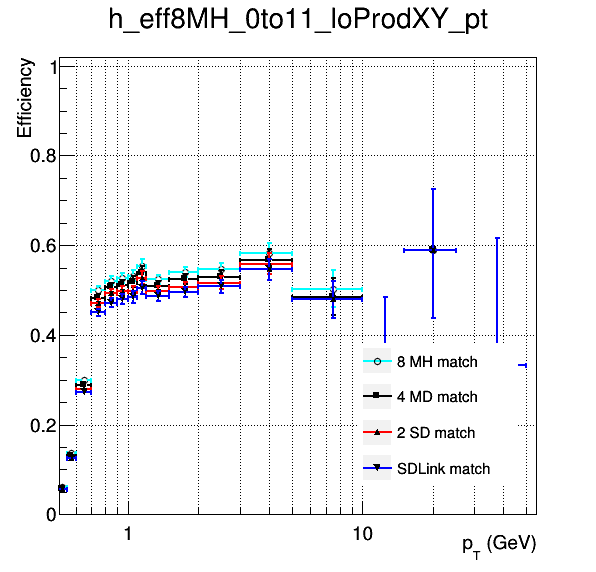 h_eff8MH_0to11_loProdXY_pt
Efficiency
1
0.8
0.6
0.4
0.2
0
8 MH match
4 MD match
2 SD match
SDLink match
1
10
p_T (GeV)